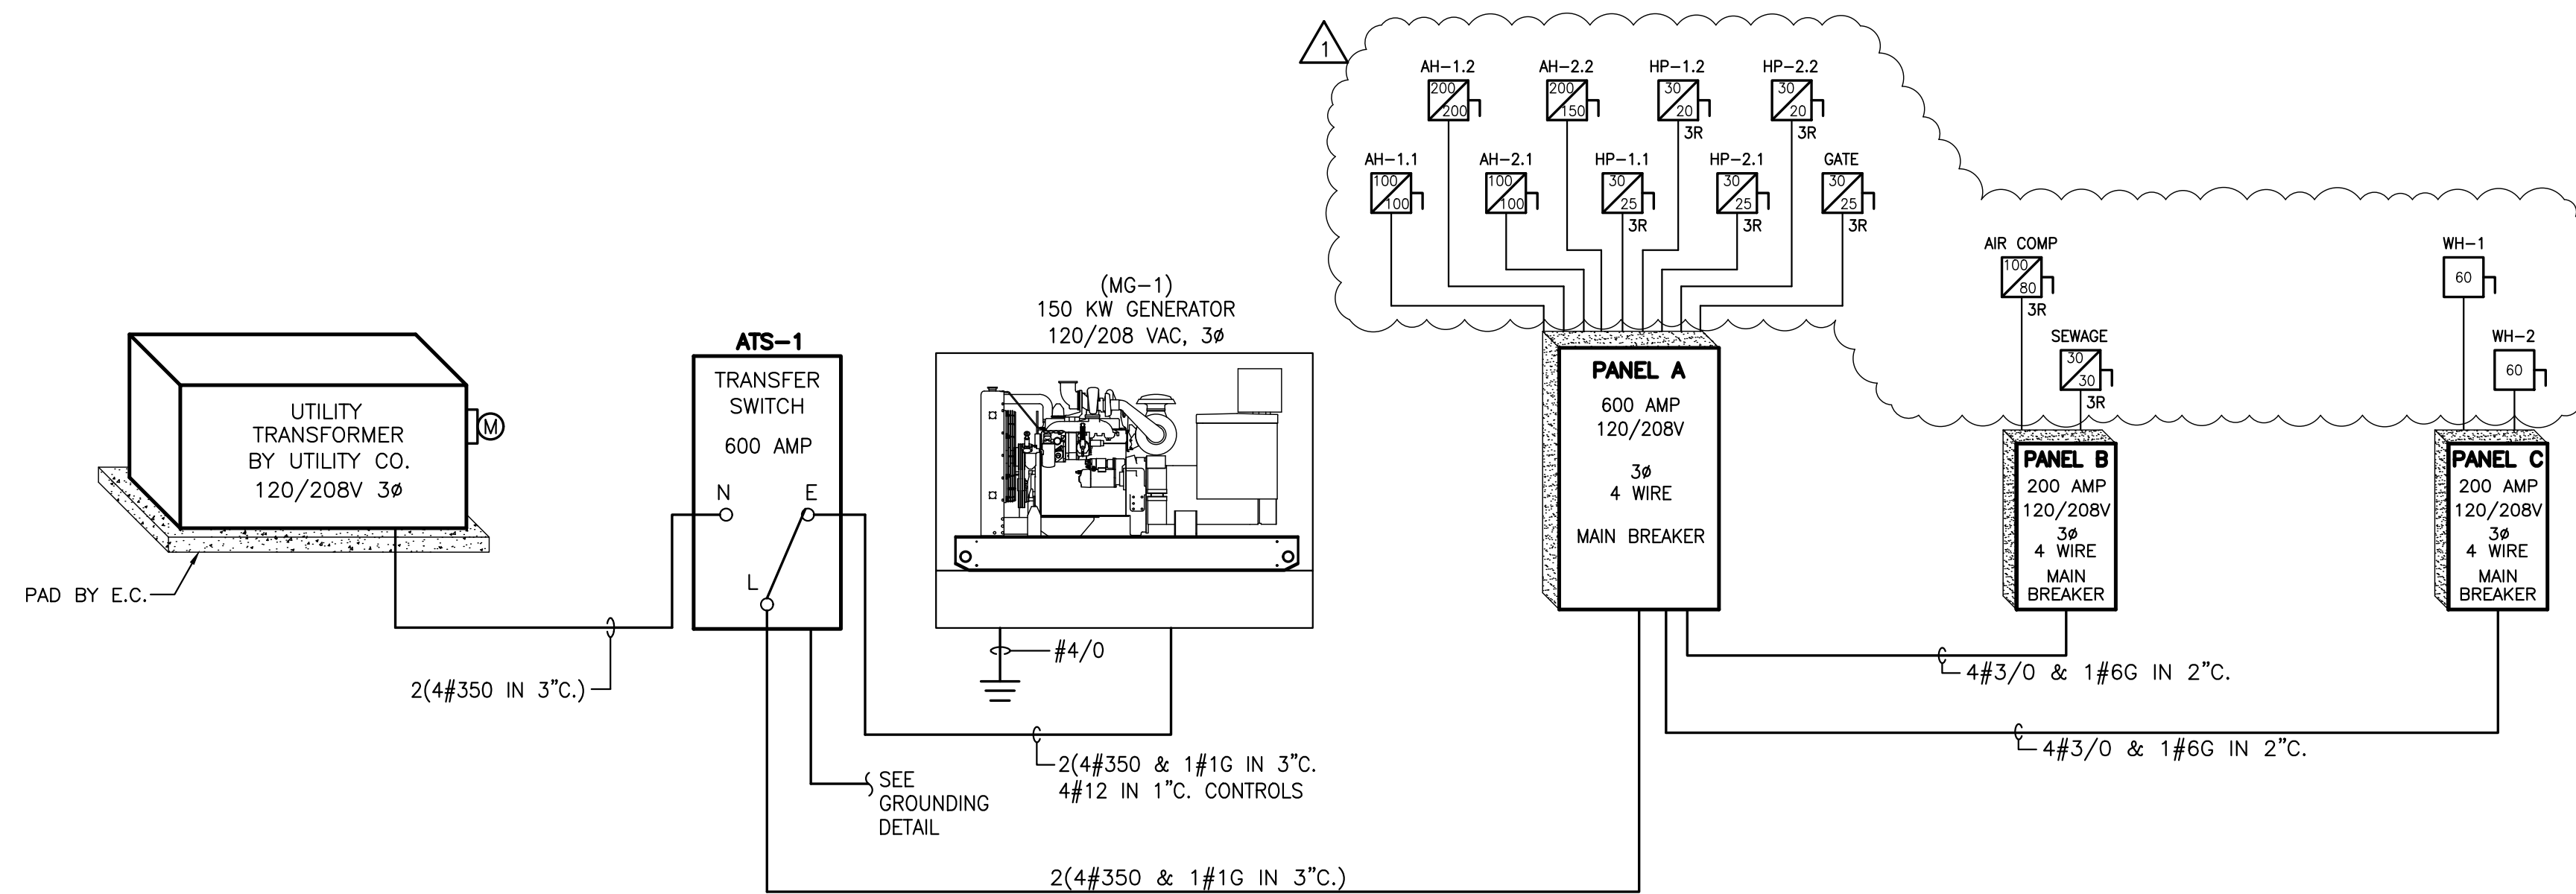 1
AH-1.2
200
200
AH-2.2
200
150
HP-1.2
30
20
3R
HP-2.2
30
20
3R
AH-1.1
100
100
AH-2.1
100
100
HP-1.1
30
25
3R
HP-2.1
30
25
3R
GATE
30
25
3R
AIR COMP
100
80
3R
SEWAGE
30
30
3R
WH-1
60
WH-2
60
UTILITY
TRANSFORMER
BY UTILITY CO.
120/208V 3ø
M
PAD BY E.C.
2(4#350 IN 3"C.)
ATS-1
TRANSFER
SWITCH
600 AMP
N
E
L
SEE
GROUNDING
DETAIL
(MG-1)
150 KW GENERATOR
120/208 VAC, 3ø
#4/0
2(4#350 & 1#1G IN 3"C.
4#12 IN 1"C. CONTROLS
2(4#350 & 1#1G IN 3"C.)
PANEL A
600 AMP
120/208V
3ø
4 WIRE
MAIN BREAKER
PANEL B
200 AMP
120/208V
3ø
4 WIRE
MAIN
BREAKER
PANEL C
200 AMP
120/208V
3ø
4 WIRE
MAIN
BREAKER
4#3/0 & 1#6G IN 2"C.
4#3/0 & 1#6G IN 2"C.